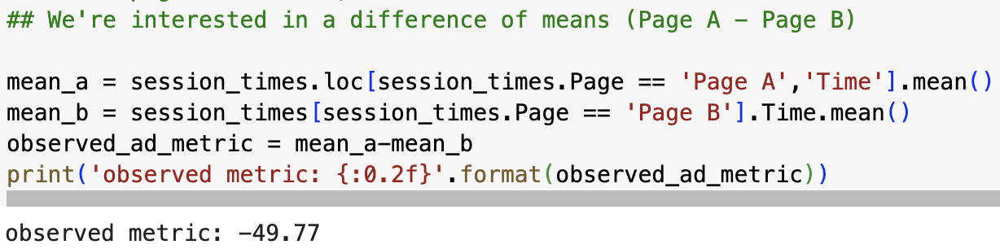 ## We're interested in a difference of means (Page A - Page B)
mean_a = session_times.loc[session_times.Page == 'Page A','Time'].mean()
mean_b = session_times[session_times.Page == 'Page B'].Time.mean()
observed_ad_metric = mean_a-mean_b
print('observed metric: {:0.2f}'.format(observed_ad_metric))
observed metric: -49.77